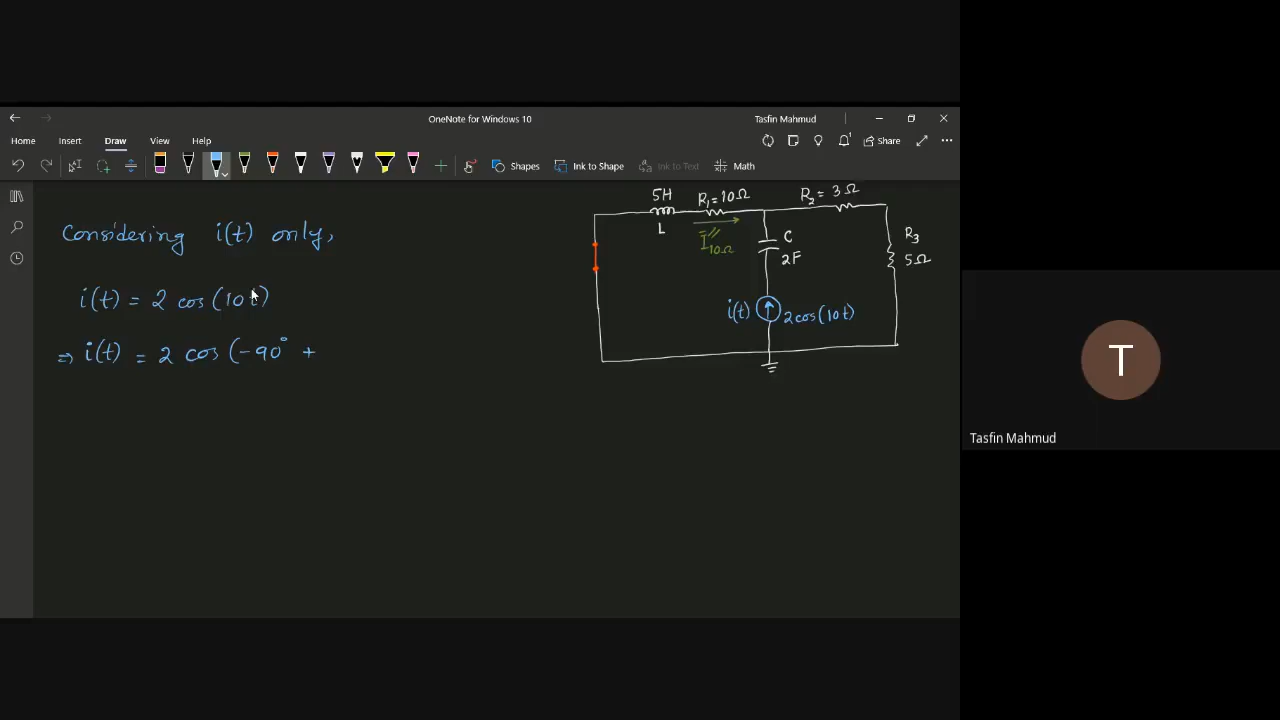 OneNote for Windows 10
Tasfin Mahmud
Home Insert Draw View Help
Share
Shapes Ink to Shape Ink to Text Math
Considering i(t) only,
i(t) = 2 cos(10t)
⇒ i(t) = 2 cos(-90° +
5H
L
R₁=10Ω
I″10Ω
R₂ = 3Ω
C
2F
R₃
5Ω
i(t)
2cos(10t)
T
Tasfin Mahmud